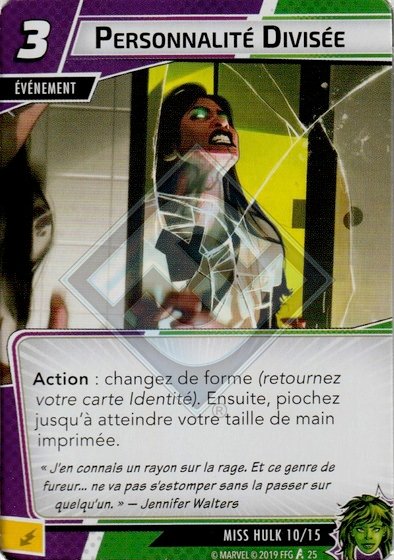 3
PERSONNALITÉ DIVISÉE
ÉVÉNEMENT
Action : changez de forme (retournez
votre carte Identité). Ensuite, piochez
jusqu'à atteindre votre taille de main
imprimée.
« J'en connais un rayon sur la rage. Et ce genre de
fureur... ne va pas s'estomper sans la passer sur
quelqu'un. » — Jennifer Walters
MISS HULK 10/15
© MARVEL © 2019 FFG 25